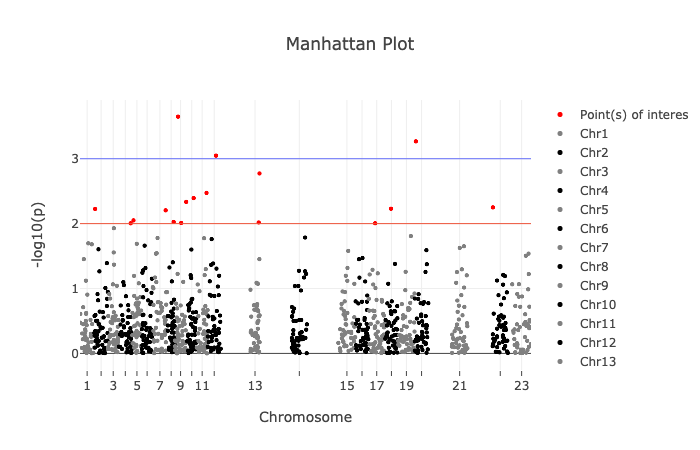 Manhattan Plot
-log10(p)
3
2
1
0
1 3 5 7 9 11 13 15 17 19 21 23
Chromosome
Point(s) of interes
Chr1
Chr2
Chr3
Chr4
Chr5
Chr6
Chr7
Chr8
Chr9
Chr10
Chr11
Chr12
Chr13